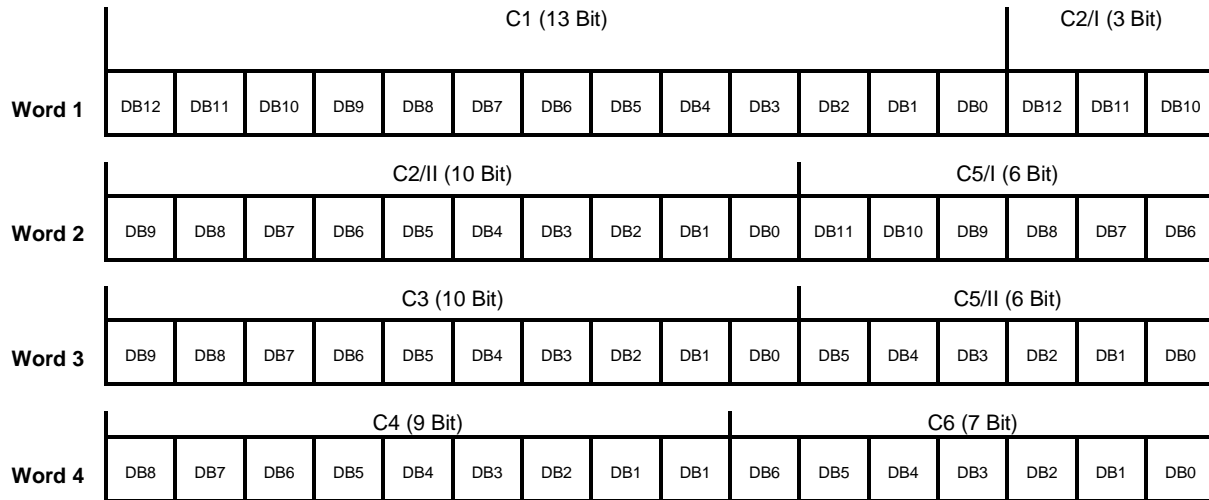 C1 (13 Bit) C2/I (3 Bit)
Word 1 DB12 DB11 DB10 DB9 DB8 DB7 DB6 DB5 DB4 DB3 DB2 DB1 DB0 DB12 DB11 DB10
C2/II (10 Bit) C5/I (6 Bit)
Word 2 DB9 DB8 DB7 DB6 DB5 DB4 DB3 DB2 DB1 DB0 DB11 DB10 DB9 DB8 DB7 DB6
C3 (10 Bit) C5/II (6 Bit)
Word 3 DB9 DB8 DB7 DB6 DB5 DB4 DB3 DB2 DB1 DB0 DB5 DB4 DB3 DB2 DB1 DB0
C4 (9 Bit) C6 (7 Bit)
Word 4 DB8 DB7 DB6 DB5 DB4 DB3 DB2 DB1 DB1 DB6 DB5 DB4 DB3 DB2 DB1 DB0